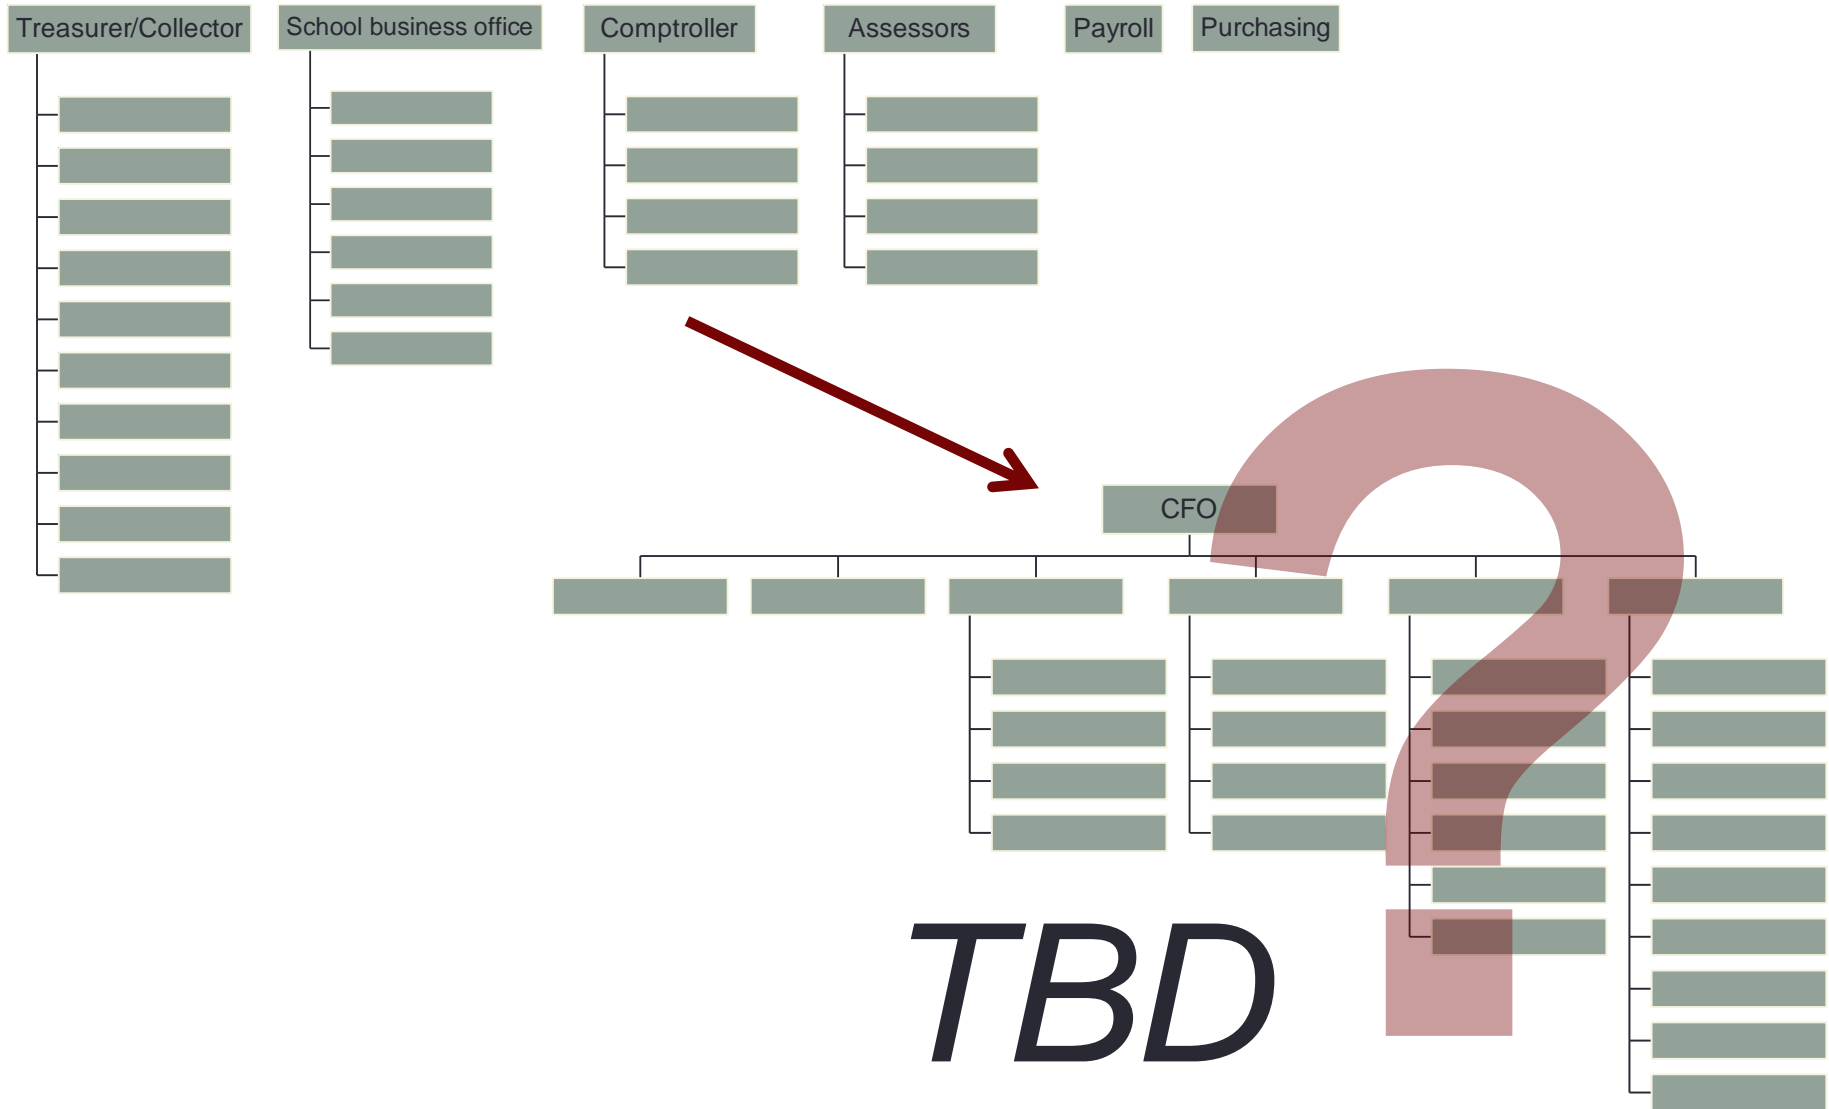 Treasurer/Collector
School business office
Comptroller
Assessors
Payroll
Purchasing
CFO
?
TBD